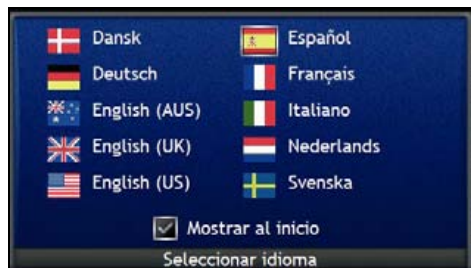 Dansk
Español
Deutsch
Français
English (AUS)
Italiano
English (UK)
Nederlands
English (US)
Svenska
Mostrar al inicio
Seleccionar idioma